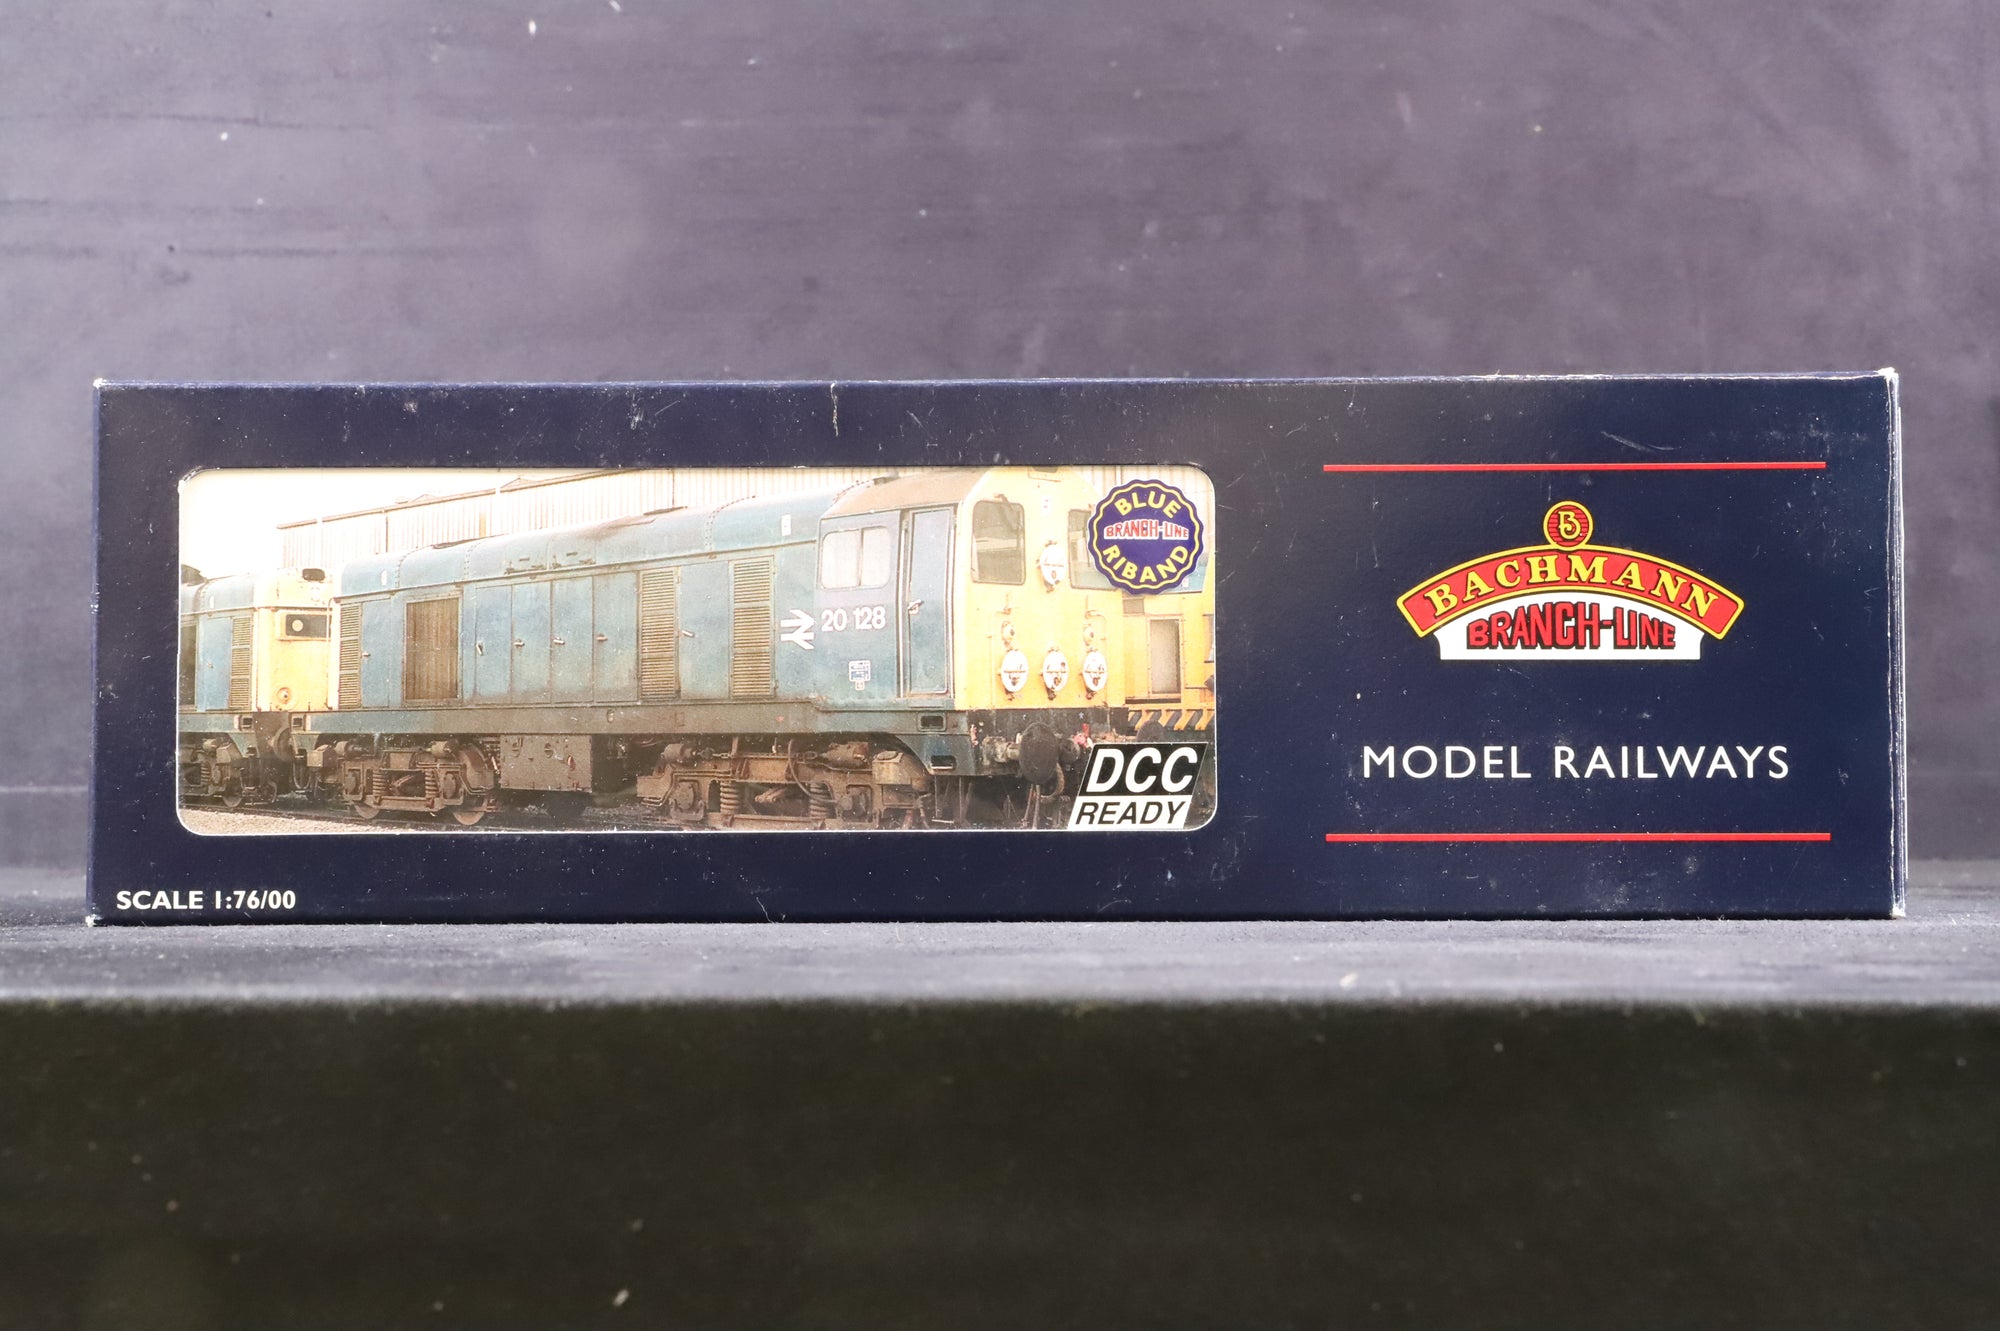 BLUE
BRANCH-LINE
RIBAND
20 128
DCC
READY
SCALE 1:76/00
B
BACHMANN
BRANCH-LINE
MODEL RAILWAYS